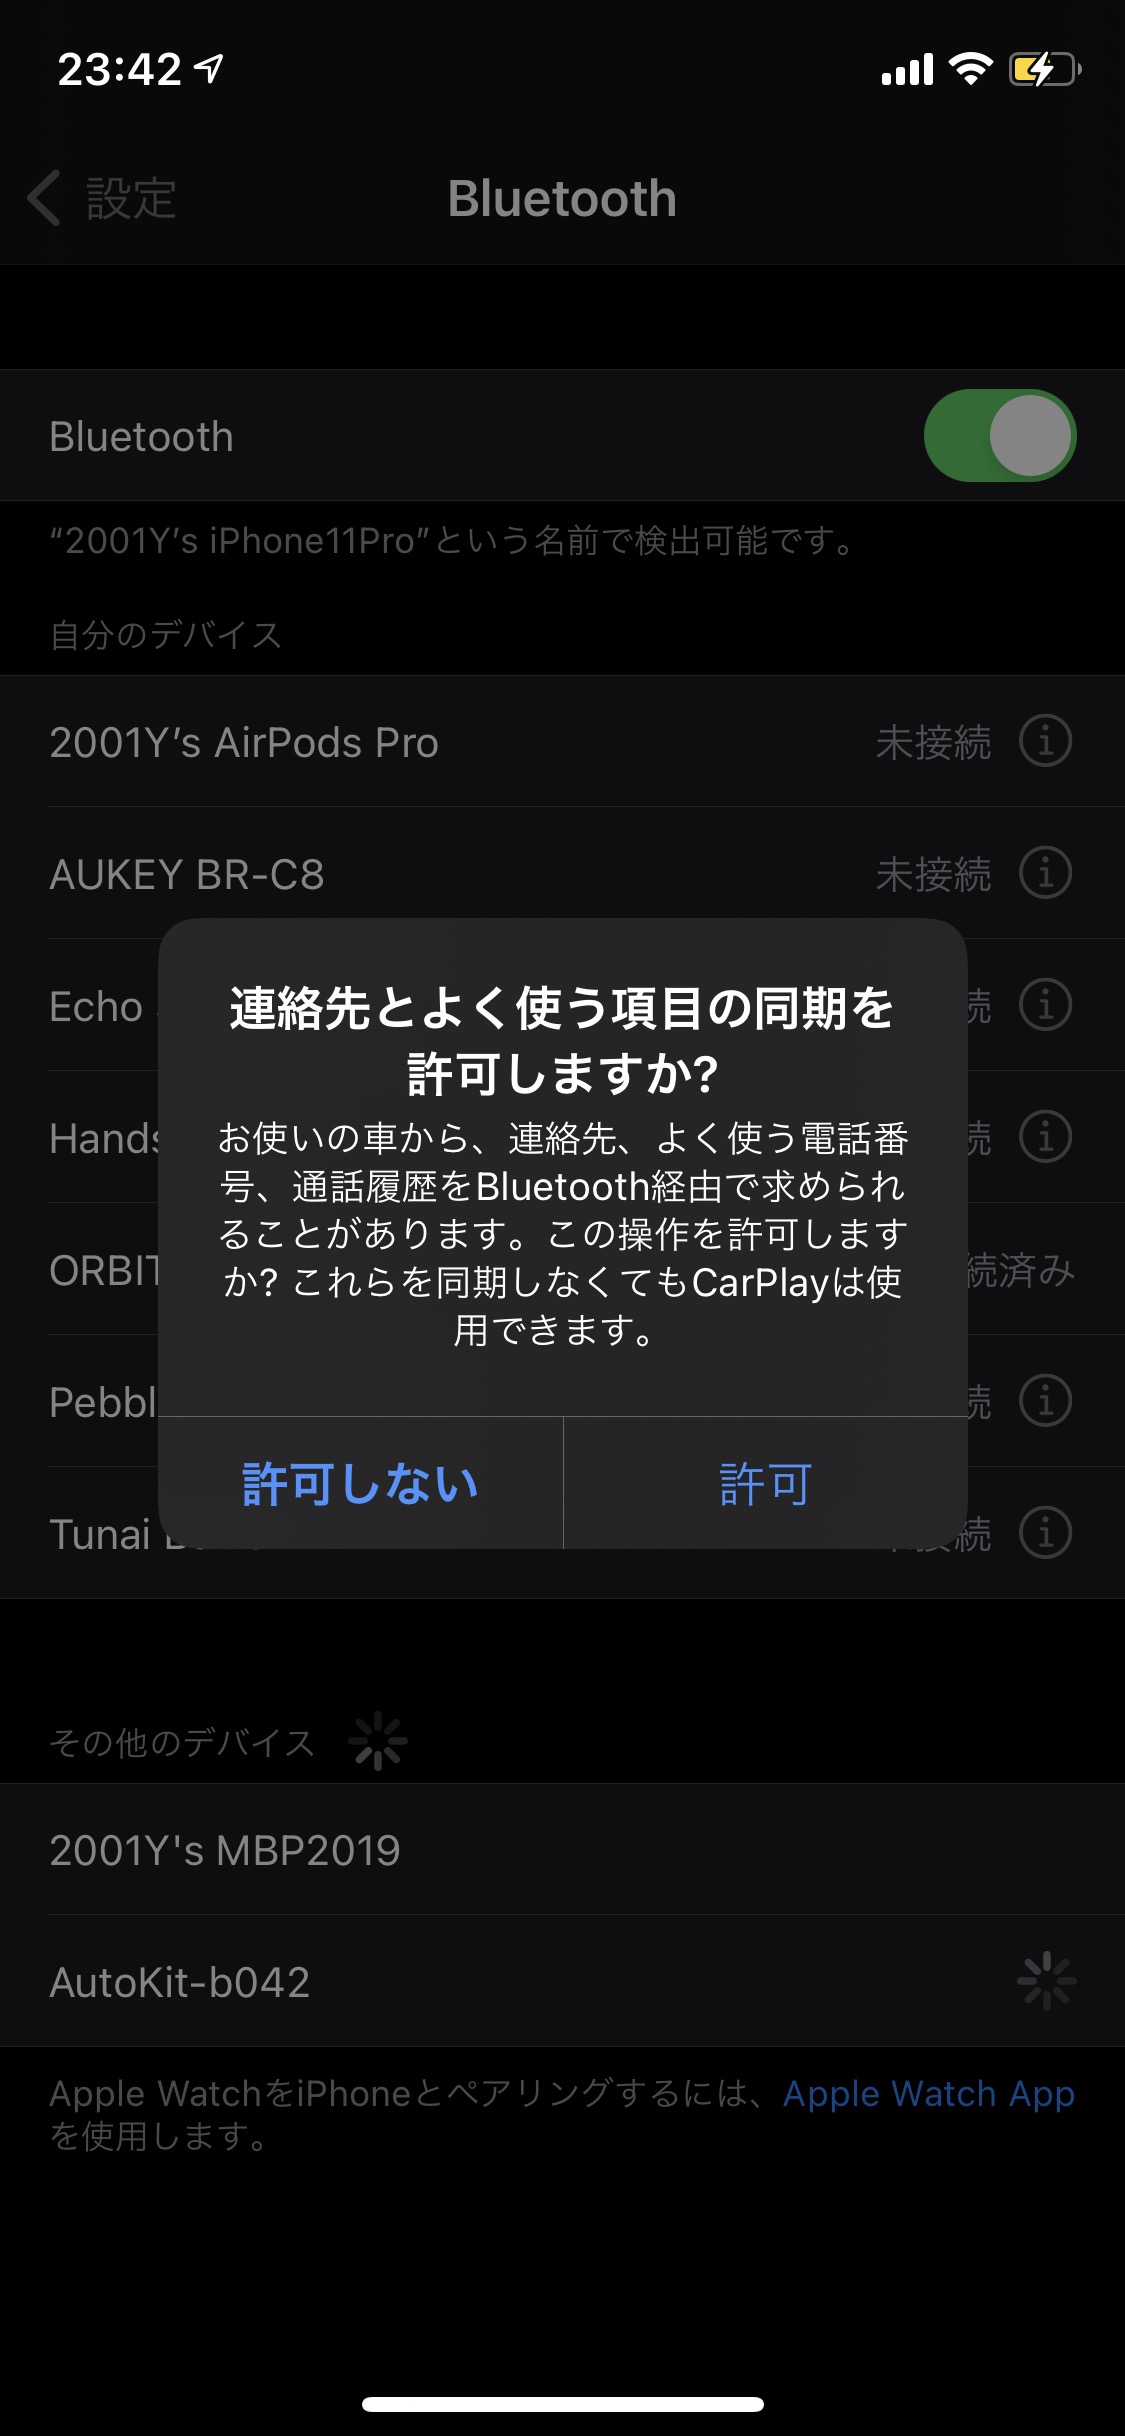 23:42
設定
Bluetooth
Bluetooth
“2001Y’s iPhone11Pro”という名前で検出可能です。
自分のデバイス
2001Y’s AirPods Pro 未接続
AUKEY BR-C8 未接続
Echo
連絡先とよく使う項目の同期を
許可しますか?
お使いの車から、連絡先、よく使う電話番
号、通話履歴をBluetooth経由で求められ
ることがあります。この操作を許可します
か? これらを同期しなくてもCarPlayは使
用できます。
許可しない
許可
Hands
続
ORBIT
続済み
Pebbl
続
Tunai
接続
その他のデバイス
2001Y's MBP2019
AutoKit-b042
Apple WatchをiPhoneとペアリングするには、Apple Watch App
を使用します。